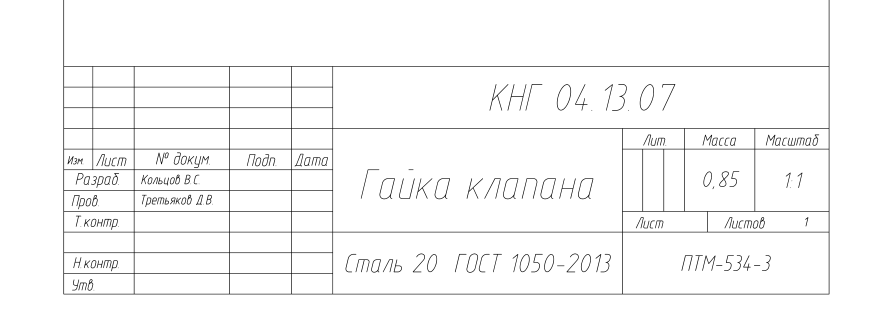 КНГ 04.13.07
Лит. Масса Масштаб
Изм Лист № докум. Подп. Дата
Разраб. Кольцов В.С.
Гайка клапана
0,85 1:1
Пров. Третьяков Д.В.
Т.контр. Лист Листов 1
Сталь 20 ГОСТ 1050-2013 ПТМ-534-3
Н.контр.
Утв.